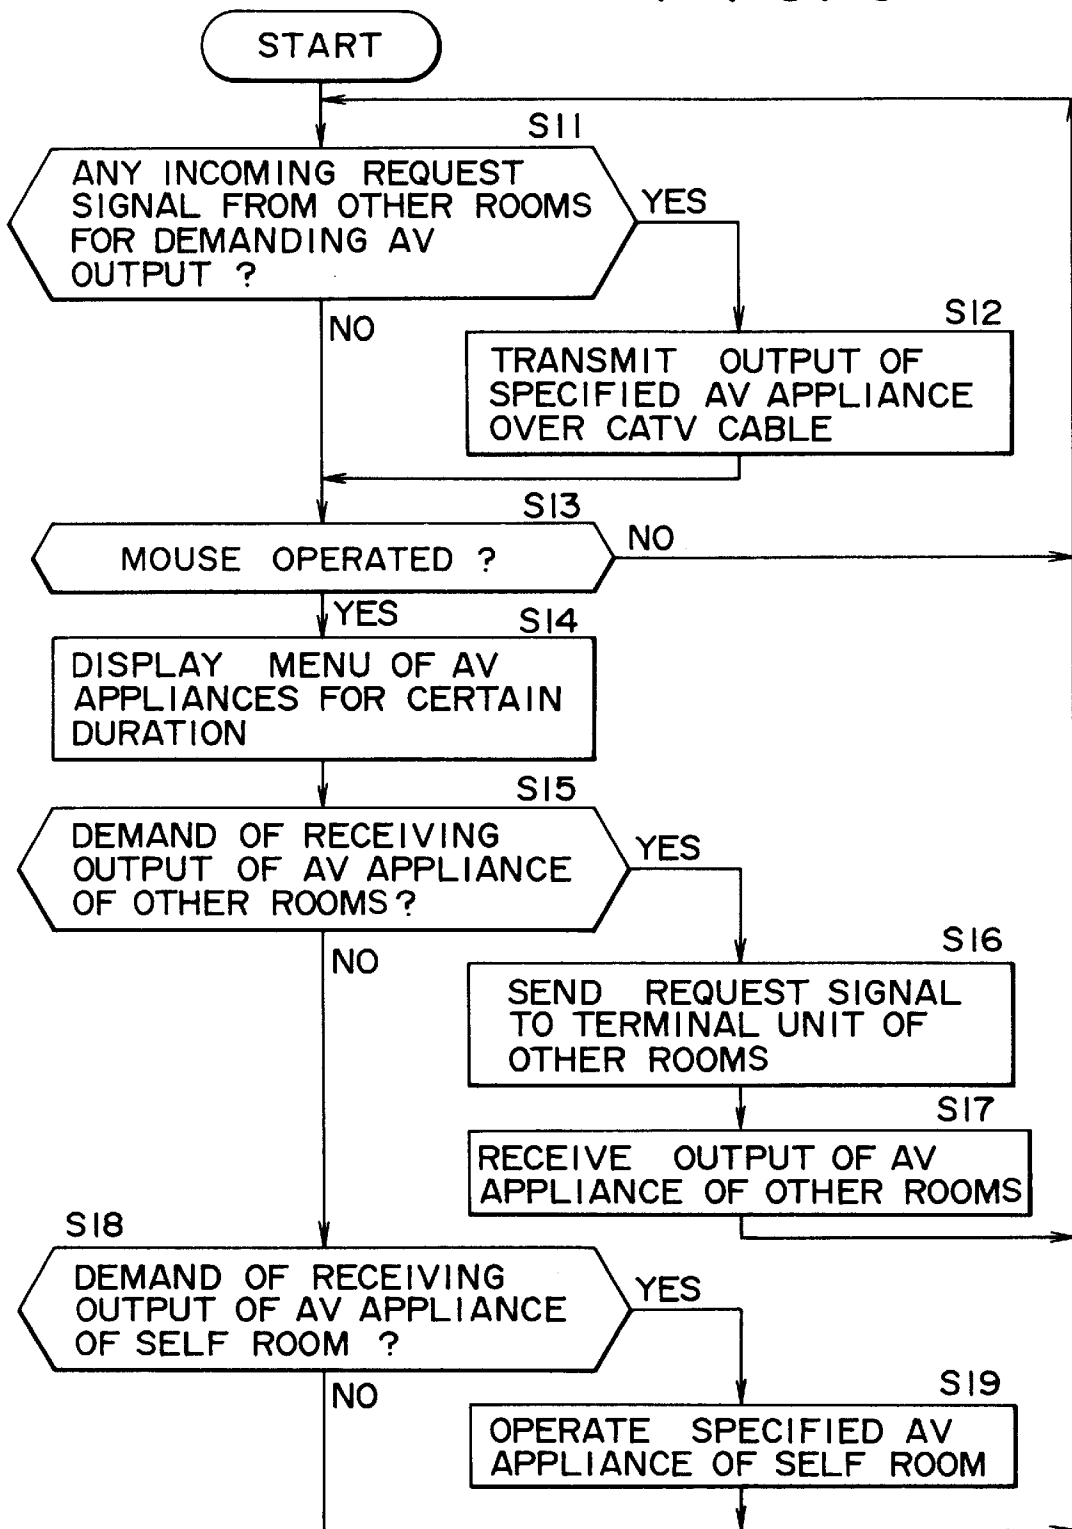 START
S11
ANY INCOMING REQUEST
SIGNAL FROM OTHER ROOMS
FOR DEMANDING AV
OUTPUT ?
YES
NO
S12
TRANSMIT OUTPUT OF
SPECIFIED AV APPLIANCE
OVER CATV CABLE
S13
MOUSE OPERATED ?
NO
YES
S14
DISPLAY MENU OF AV
APPLIANCES FOR CERTAIN
DURATION
S15
DEMAND OF RECEIVING
OUTPUT OF AV APPLIANCE
OF OTHER ROOMS?
YES
NO
S16
SEND REQUEST SIGNAL
TO TERMINAL UNIT OF
OTHER ROOMS
S17
RECEIVE OUTPUT OF AV
APPLIANCE OF OTHER ROOMS
S18
DEMAND OF RECEIVING
OUTPUT OF AV APPLIANCE
OF SELF ROOM ?
YES
NO
S19
OPERATE SPECIFIED AV
APPLIANCE OF SELF ROOM